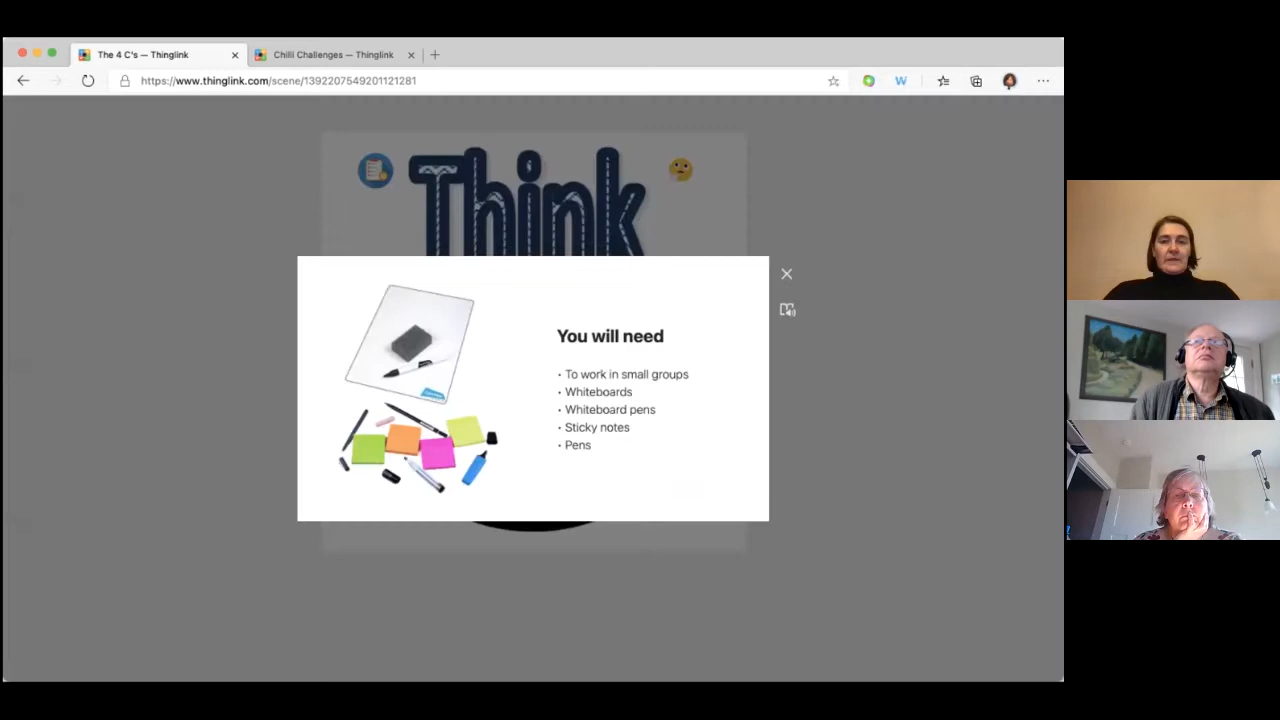 The 4 C's — Thinglink
Chilli Challenges — Thinglink
https://www.thinglink.com/scene/1392207549201121281
W
Think
You will need
• To work in small groups
• Whiteboards
• Whiteboard pens
• Sticky notes
• Pens